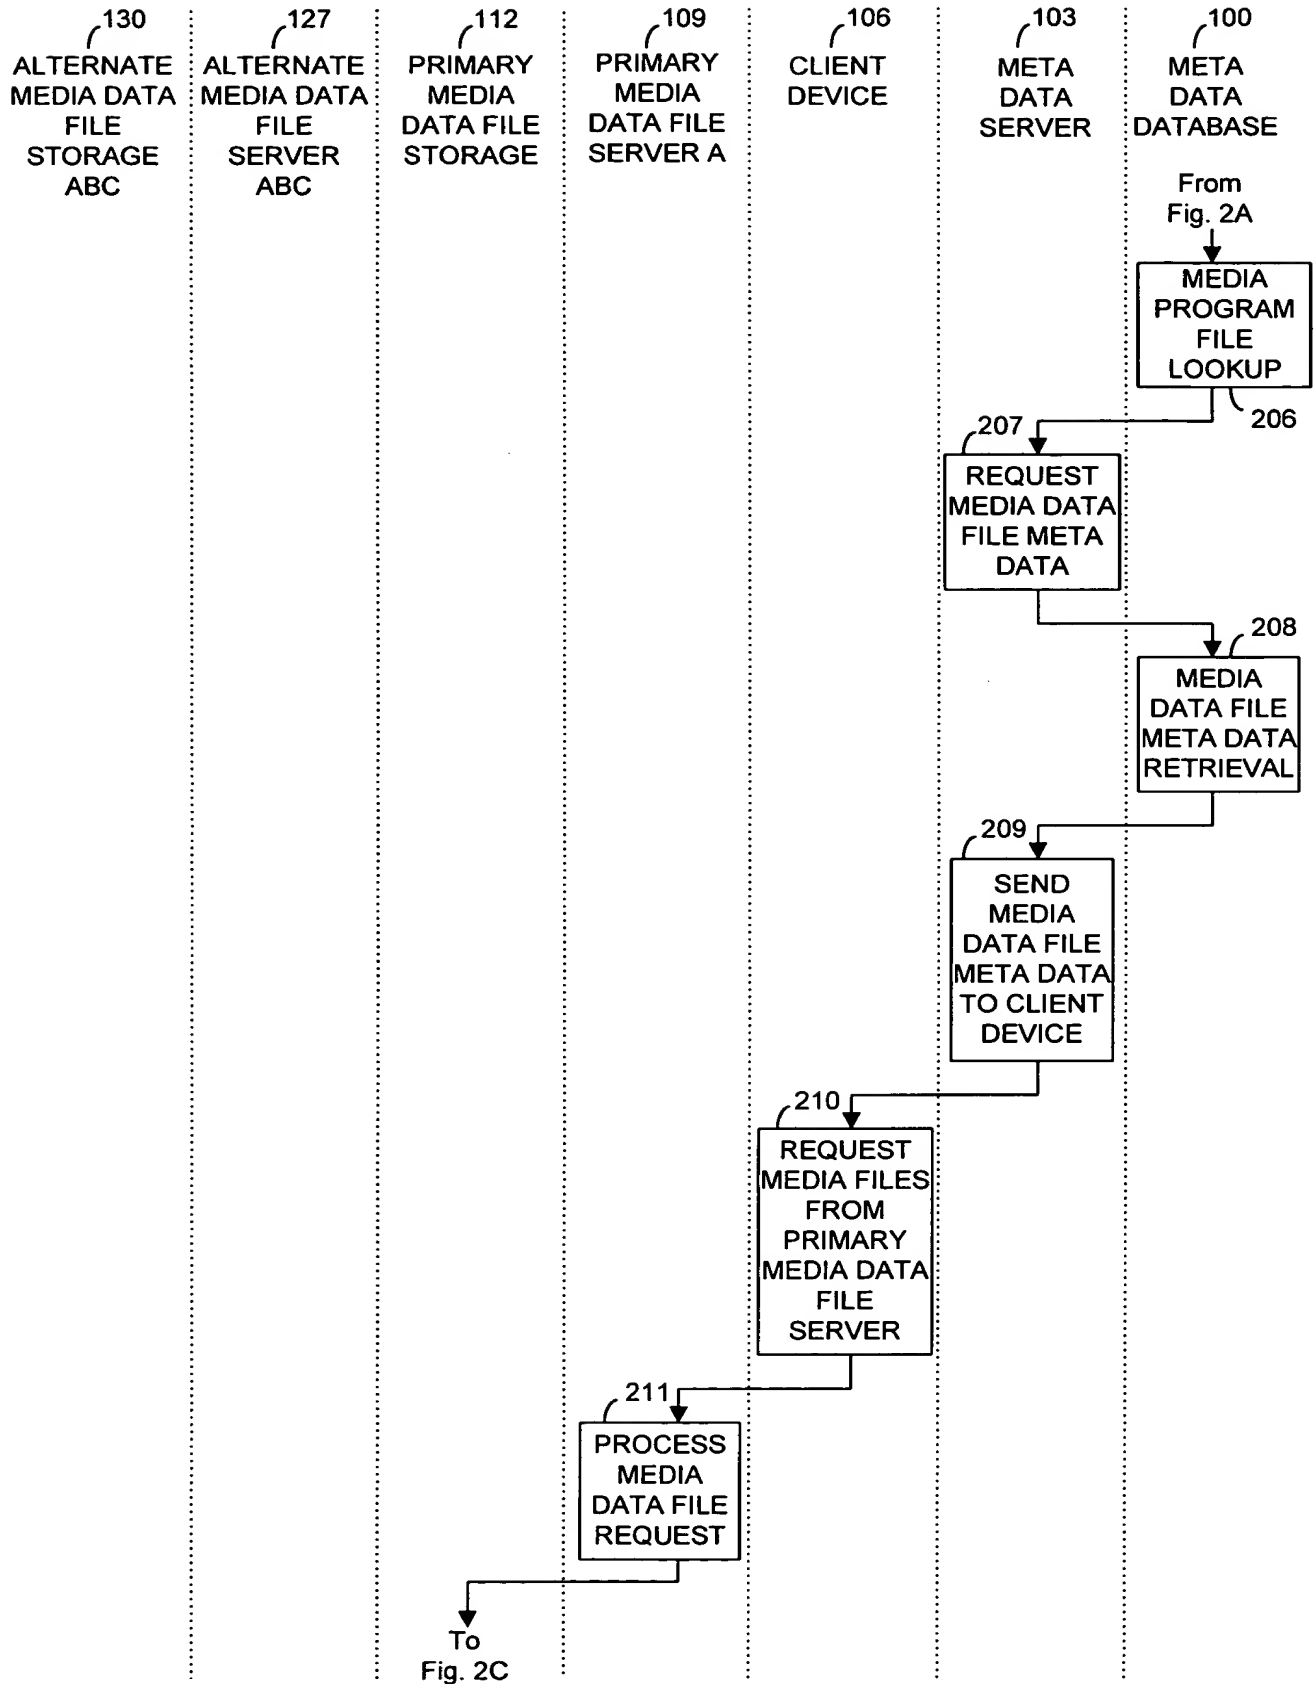 130
ALTERNATE
MEDIA DATA
FILE
STORAGE
ABC
127
ALTERNATE
MEDIA DATA
FILE
SERVER
ABC
112
PRIMARY
MEDIA
DATA FILE
STORAGE
109
PRIMARY
MEDIA
DATA FILE
SERVER A
106
CLIENT
DEVICE
103
META
DATA
SERVER
100
META
DATA
DATABASE
From
Fig. 2A
MEDIA
PROGRAM
FILE
LOOKUP
206
207
REQUEST
MEDIA DATA
FILE META
DATA
208
MEDIA
DATA FILE
META DATA
RETRIEVAL
209
SEND
MEDIA
DATA FILE
META DATA
TO CLIENT
DEVICE
210
REQUEST
MEDIA FILES
FROM
PRIMARY
MEDIA DATA
FILE
SERVER
211
PROCESS
MEDIA
DATA FILE
REQUEST
To
Fig. 2C